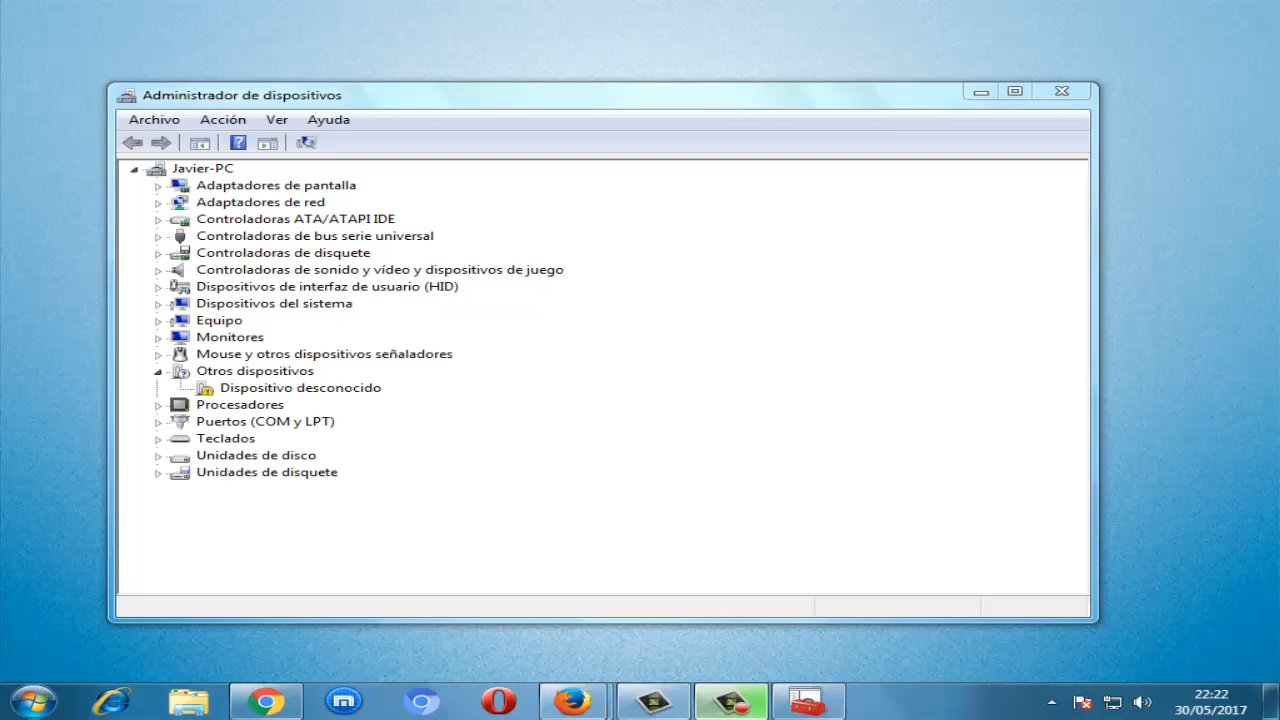 Administrador de dispositivos
Archivo Acción Ver Ayuda
Javier-PC
Adaptadores de pantalla
Adaptadores de red
Controladoras ATA/ATAPI IDE
Controladoras de bus serie universal
Controladoras de disquete
Controladoras de sonido y vídeo y dispositivos de juego
Dispositivos de interfaz de usuario (HID)
Dispositivos del sistema
Equipo
Monitores
Mouse y otros dispositivos señaladores
Otros dispositivos
Dispositivo desconocido
Procesadores
Puertos (COM y LPT)
Teclados
Unidades de disco
Unidades de disquete
22:22
30/05/2017